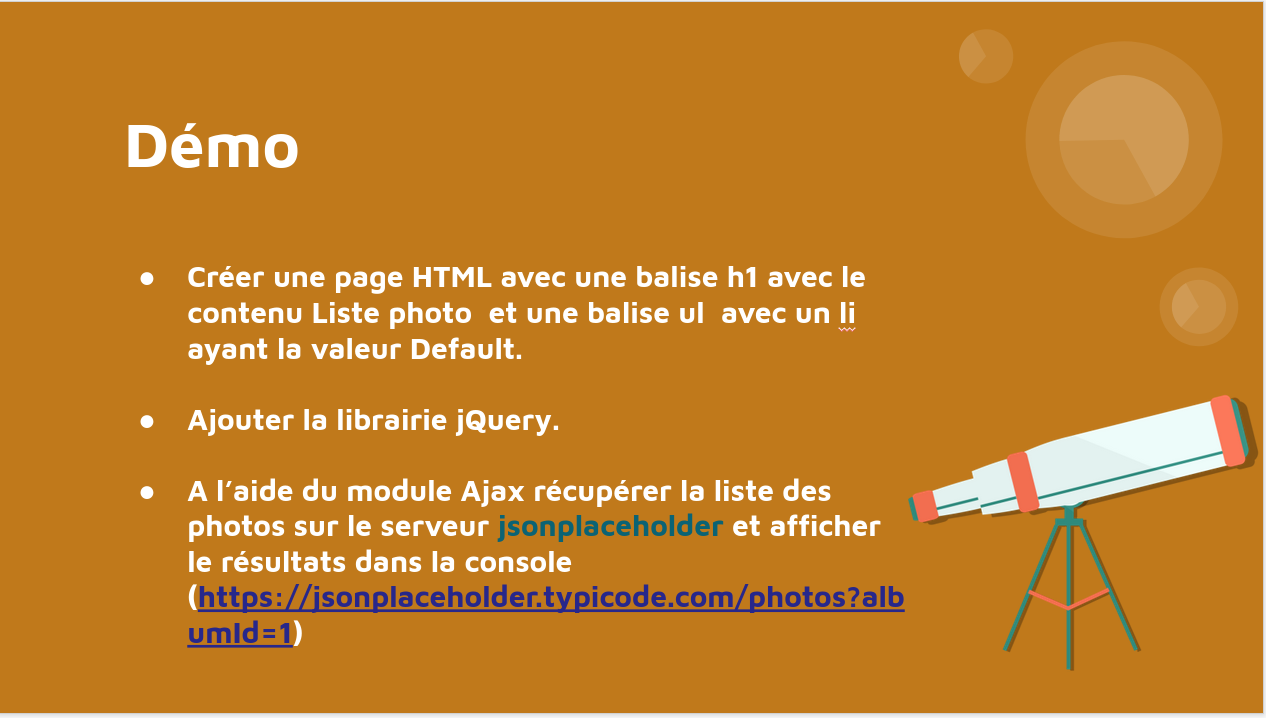 Démo
● Créer une page HTML avec une balise h1 avec le
contenu Liste photo  et une balise ul  avec un li
ayant la valeur Default.
● Ajouter la librairie jQuery.
● A l’aide du module Ajax récupérer la liste des
photos sur le serveur jsonplaceholder et afficher
le résultats dans la console
(https://jsonplaceholder.typicode.com/photos?alb
umId=1)